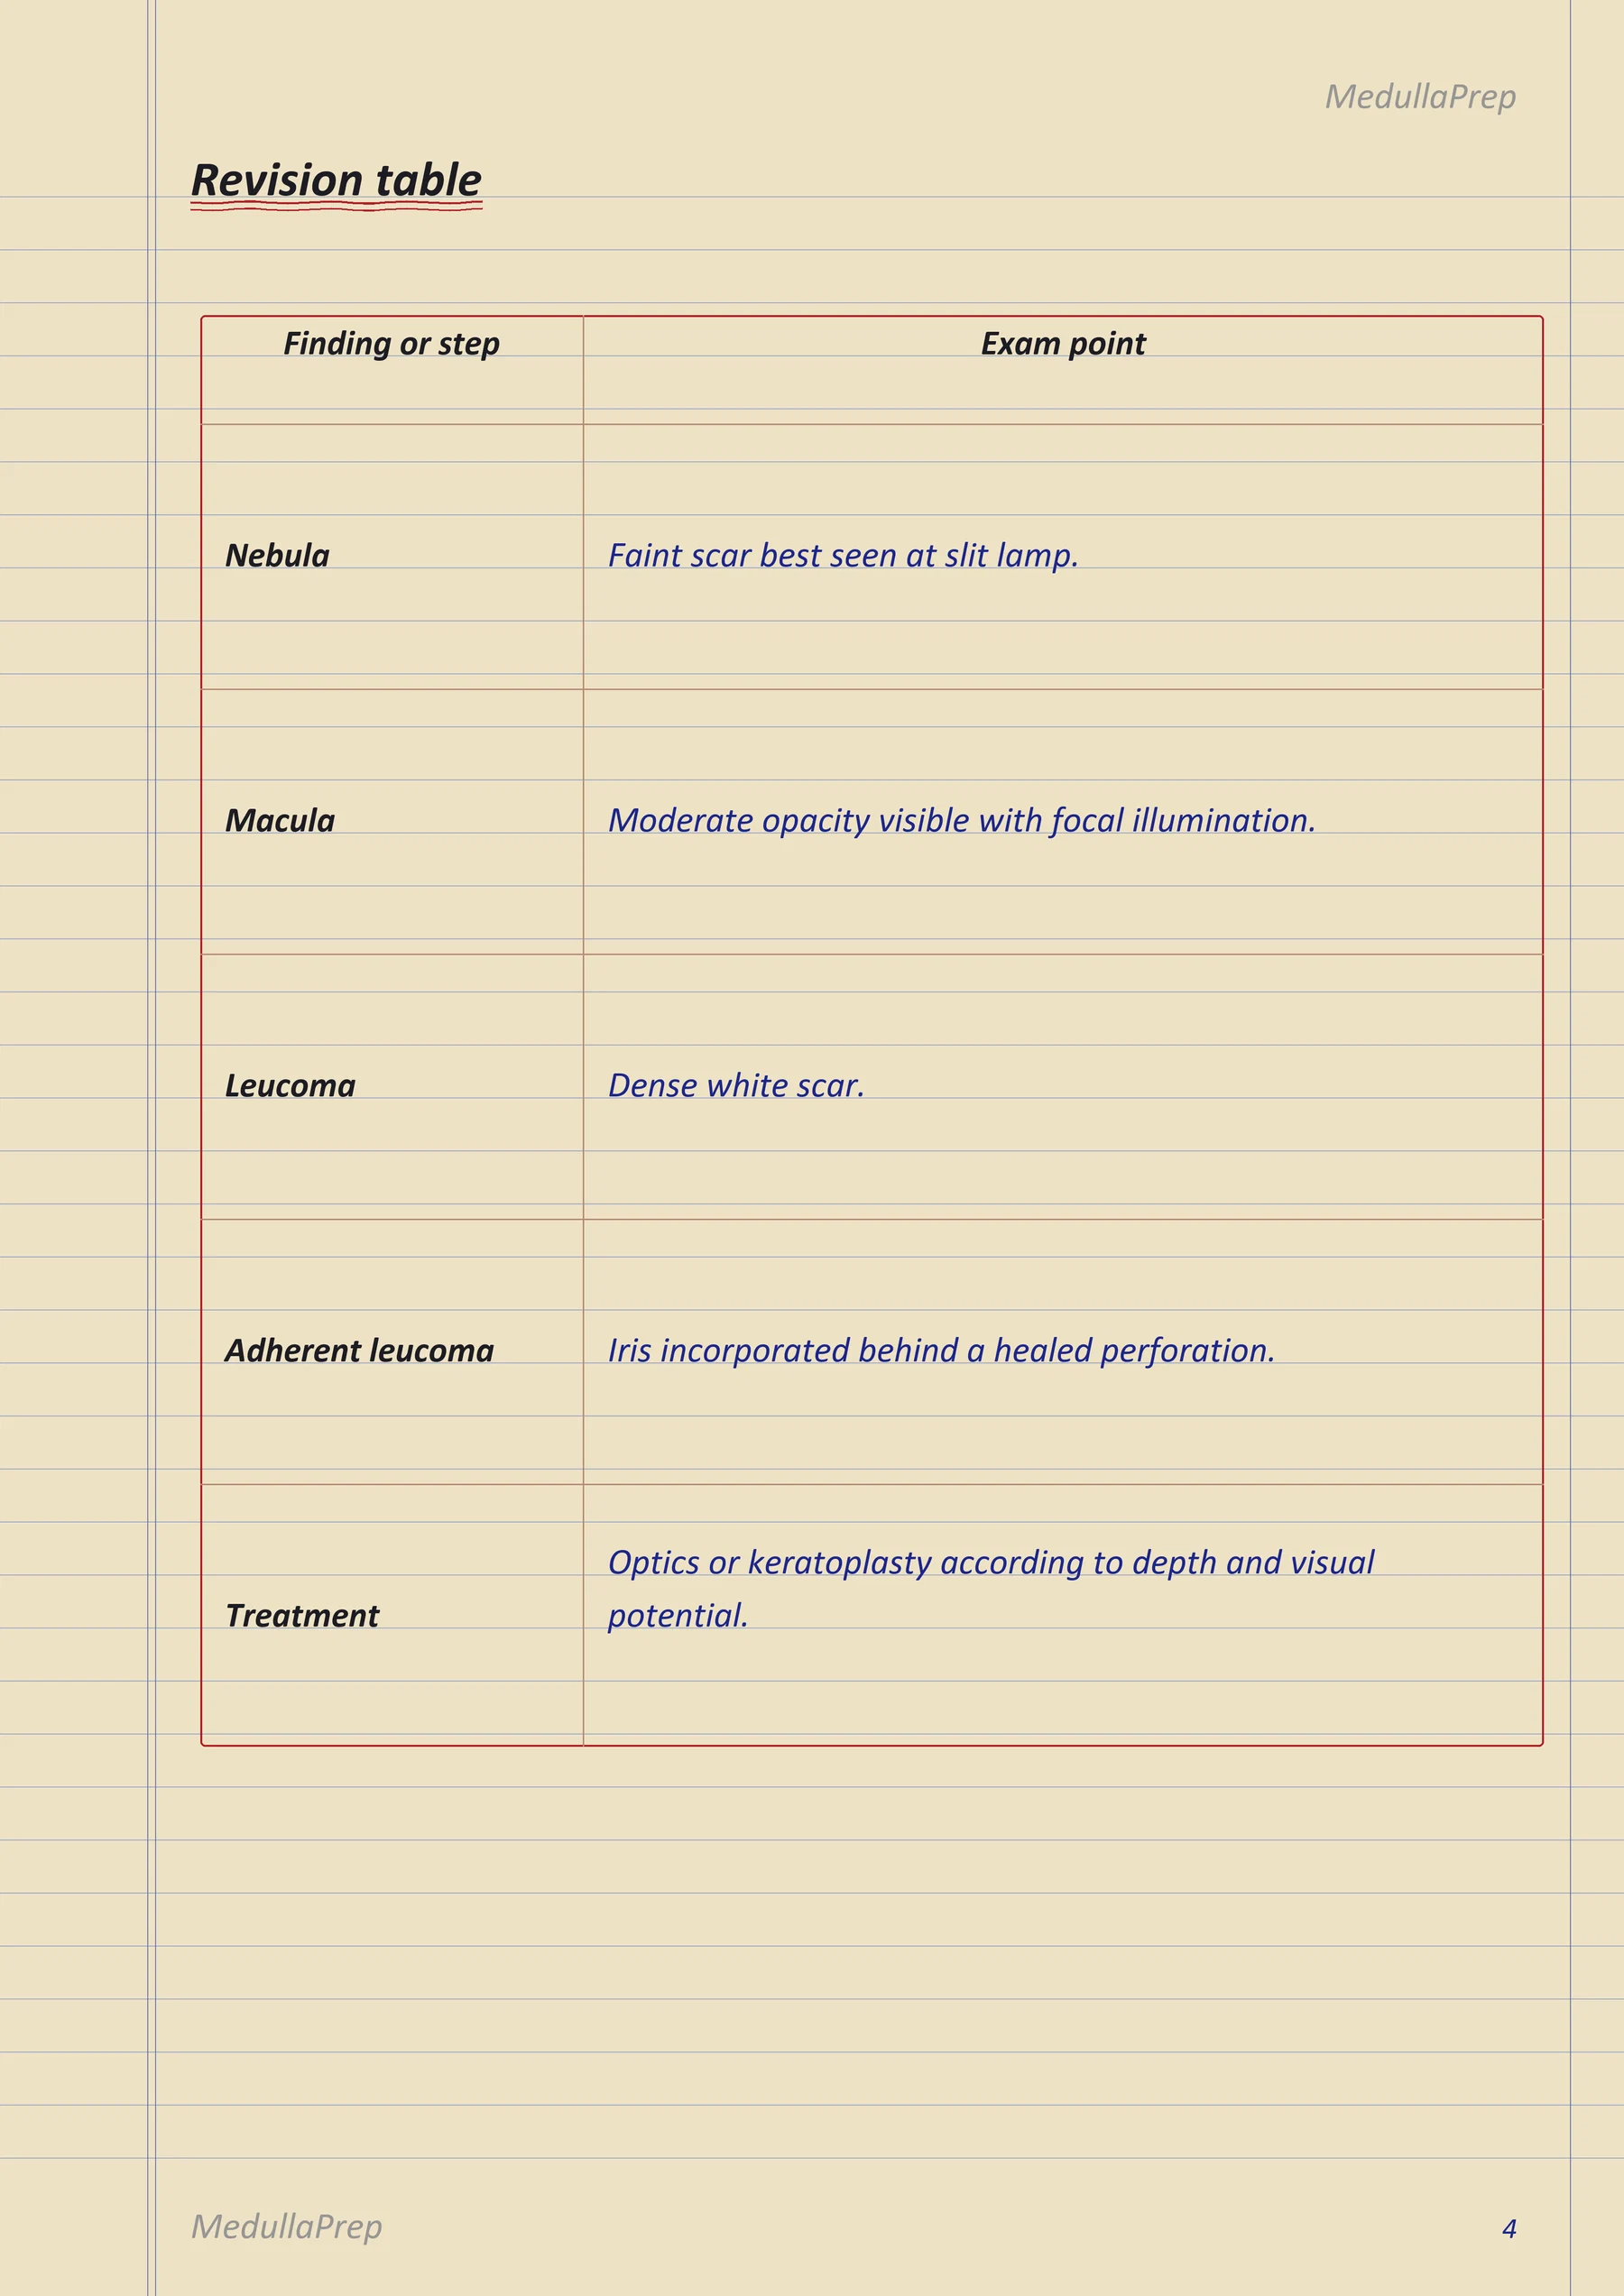 MedullaPrep
Revision table
Finding or step
Exam point
Nebula
Faint scar best seen at slit lamp.
Macula
Moderate opacity visible with focal illumination.
Leucoma
Dense white scar.
Adherent leucoma
Iris incorporated behind a healed perforation.
Treatment
Optics or keratoplasty according to depth and visual
potential.
MedullaPrep
4